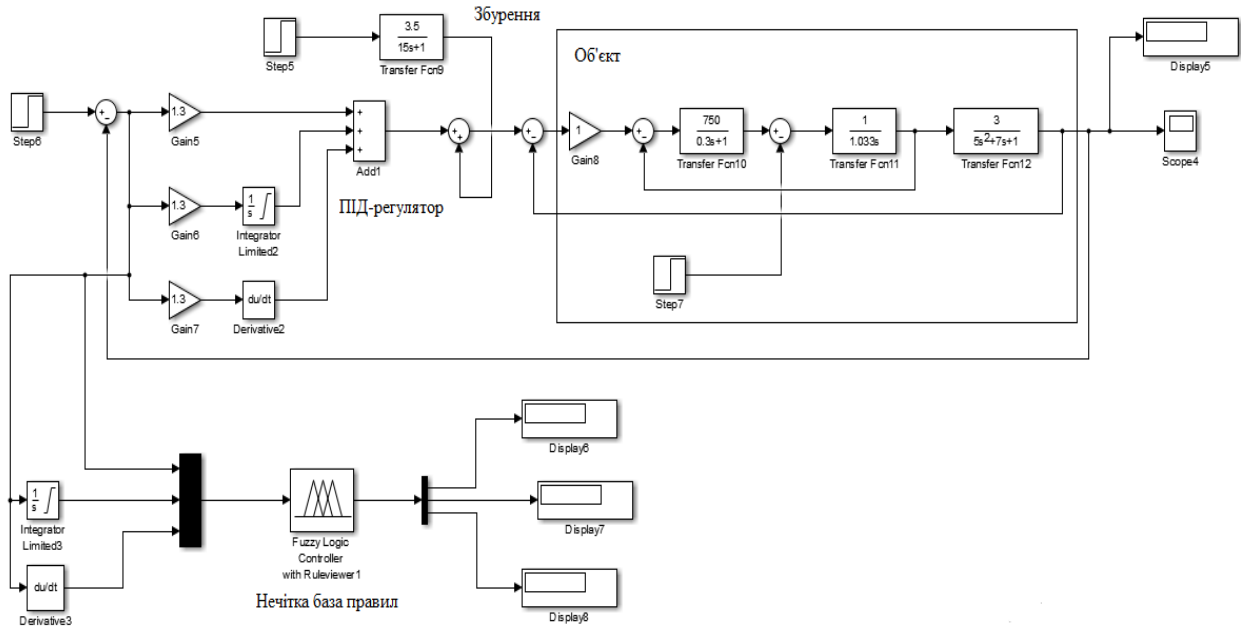 Збурення
3.5
15s+1
Step5
Transfer Fcn9
Об'єкт
Display5
Step6
+
-
1.3
Gain5
+
+
+
Add1
+
+
+
-
1
Gain8
+
-
750
0.3s+1
Transfer Fcn10
+
-
1
1.033s
Transfer Fcn11
3
5s²+7s+1
Transfer Fcn12
Scope4
ПІД-регулятор
1.3
Gain6
1
s
Integrator
Limited2
Step7
1.3
Gain7
du/dt
Derivative2
Display6
1
s
Integrator
Limited3
Fuzzy Logic
Controller
with Ruleviewer1
Display7
du/dt
Derivative3
Нечітка база правил
Display8